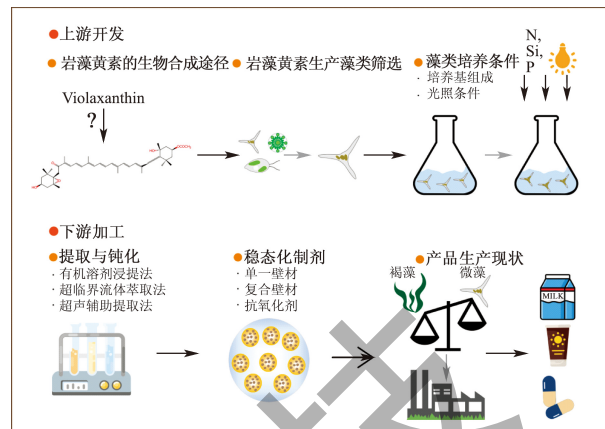 上游开发
岩藻黄素的生物合成途径
岩藻黄素生产藻类筛选
藻类培养条件
· 培养基组成
· 光照条件
N,
Si,
P
Violaxanthin
?
下游加工
提取与钝化
· 有机溶剂浸提法
· 超临界流体萃取法
· 超声辅助提取法
稳态化制剂
· 单一壁材
· 复合壁材
· 抗氧化剂
产品生产现状
褐藻
微藻
MILK